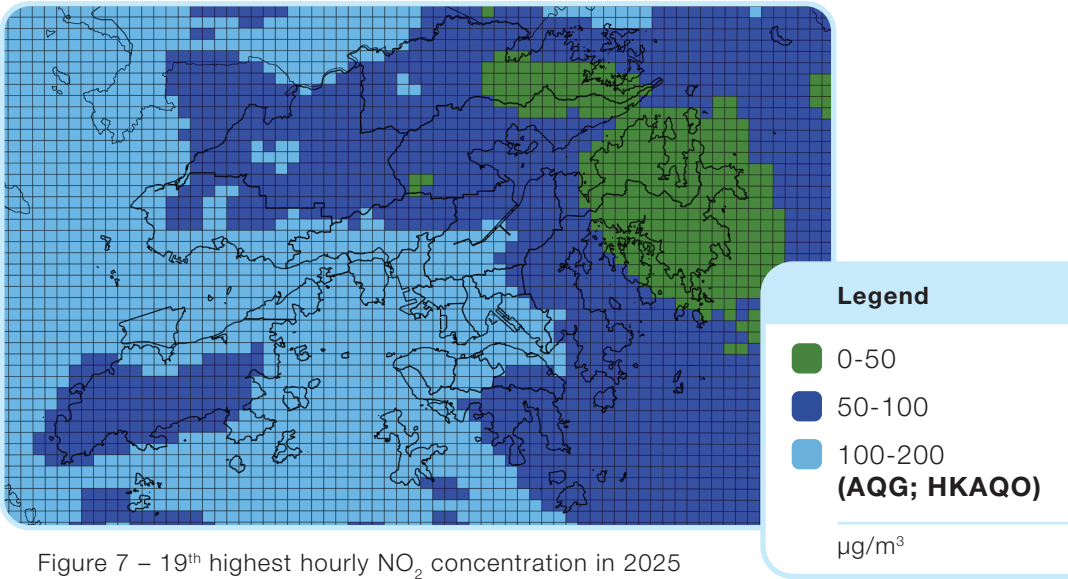 Legend
0-50
50-100
100-200
(AQG; HKAQO)
µg/m³
Figure 7 – 19th highest hourly NO₂ concentration in 2025